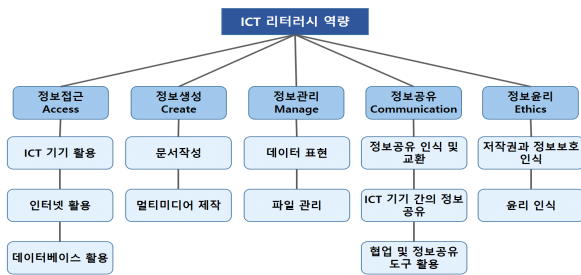 ICT 리터러시 역량
정보접근
Access
정보생성
Create
정보관리
Manage
정보공유
Communication
정보윤리
Ethics
ICT 기기 활용
문서작성
데이터 표현
정보공유 인식 및
교환
저작권과 정보보호
인식
인터넷 활용
멀티미디어 제작
파일 관리
ICT 기기 간의 정보
공유
윤리 인식
데이터베이스 활용
협업 및 정보공유
도구 활용